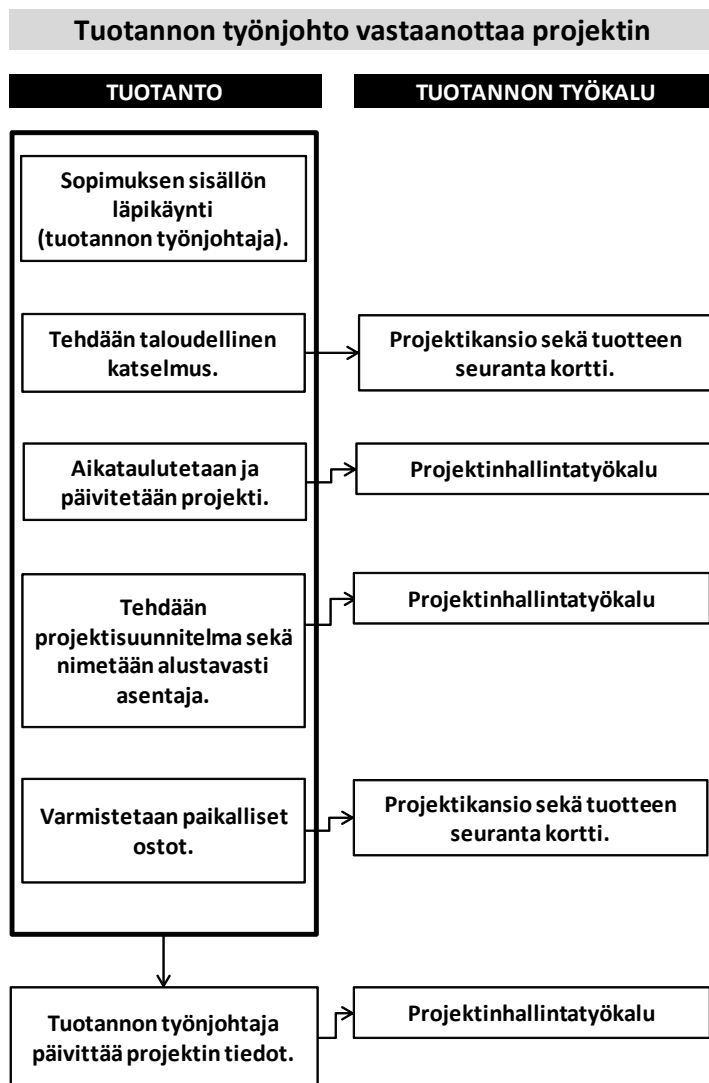 Tuotannon työnjohto vastaanottaa projektin
TUOTANTO
TUOTANNON TYÖKALU
Sopimuksen sisällön
läpikäynti
(tuotannon työnjohtaja).
Tehdään taloudellinen
katselmus.
Projektikansio sekä tuotteen
seuranta kortti.
Aikataulutetaan ja
päivitetään projekti.
Projektinhallintatyökalu
Tehdään
projektisuunnitelma sekä
nimetään alustavasti
asentaja.
Projektinhallintatyökalu
Varmistetaan paikalliset
ostot.
Projektikansio sekä tuotteen
seuranta kortti.
Tuotannon työnjohtaja
päivittää projektin tiedot.
Projektinhallintatyökalu